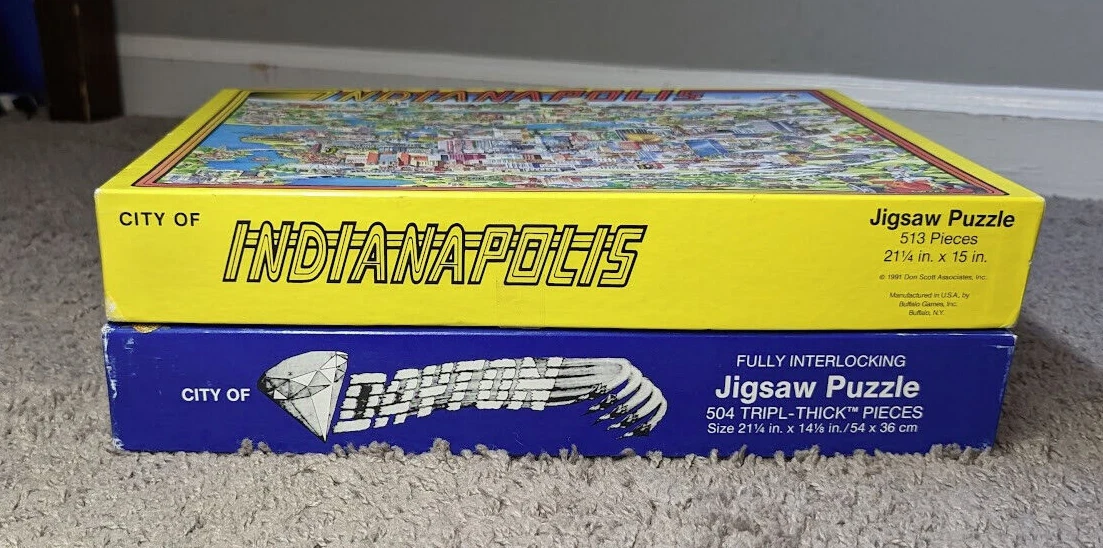 INDIANAPOLIS
CITY OF INDIANAPOLIS
Jigsaw Puzzle
513 Pieces
21¼ in. x 15 in.
© 1991 Don Scott Associates, Inc.
Manufactured in U.S.A. by
Buffalo Games, Inc.
Buffalo, N.Y.
CITY OF DAYTON
FULLY INTERLOCKING
Jigsaw Puzzle
504 TRIPL-THICK™ PIECES
Size 21¼ in. x 14⅛ in./54 x 36 cm